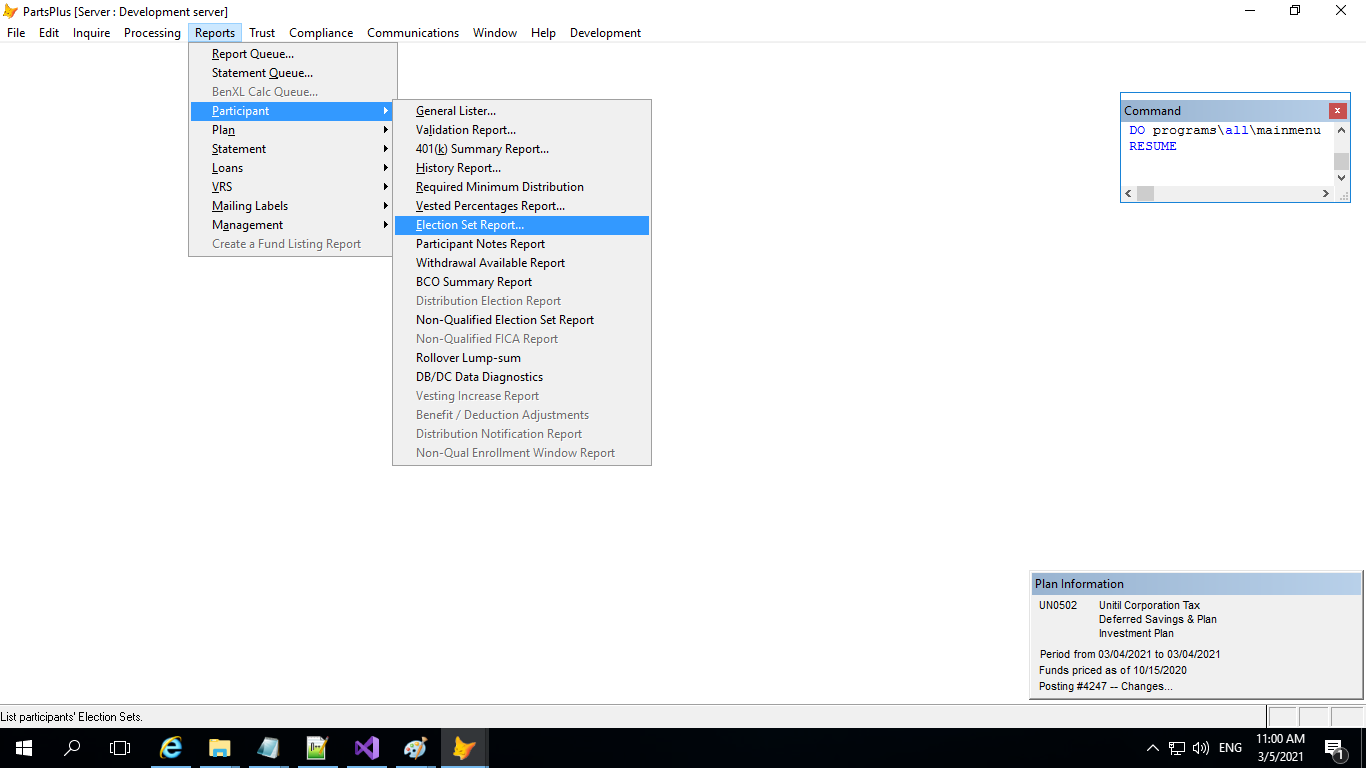 PartsPlus [Server : Development server]
File Edit Inquire Processing Reports Trust Compliance Communications Window Help Development
Report Queue...
Statement Queue...
BenXL Calc Queue...
Participant
Plan
Statement
Loans
VRS
Mailing Labels
Management
Create a Fund Listing Report
General Lister...
Validation Report...
401(k) Summary Report...
History Report...
Required Minimum Distribution
Vested Percentages Report...
Election Set Report...
Participant Notes Report
Withdrawal Available Report
BCO Summary Report
Distribution Election Report
Non-Qualified Election Set Report
Non-Qualified FICA Report
Rollover Lump-sum
DB/DC Data Diagnostics
Vesting Increase Report
Benefit / Deduction Adjustments
Distribution Notification Report
Non-Qual Enrollment Window Report
Command
DO programs\all\mainmenu
RESUME
Plan Information
UN0502 Unitil Corporation Tax
Deferred Savings & Plan
Investment Plan
Period from 03/04/2021 to 03/04/2021
Funds priced as of 10/15/2020
Posting #4247 -- Changes...
List participants' Election Sets.
ENG
11:00 AM
3/5/2021
1